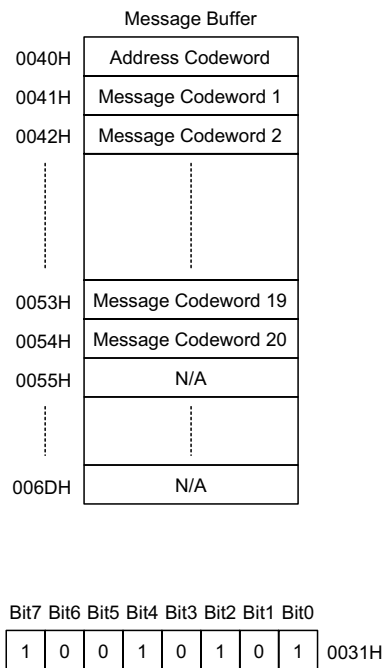 Message Buffer
0040H Address Codeword
0041H Message Codeword 1
0042H Message Codeword 2
0053H Message Codeword 19
0054H Message Codeword 20
0055H N/A
006DH N/A
Bit7 Bit6 Bit5 Bit4 Bit3 Bit2 Bit1 Bit0
1 0 0 1 0 1 0 1 0031H